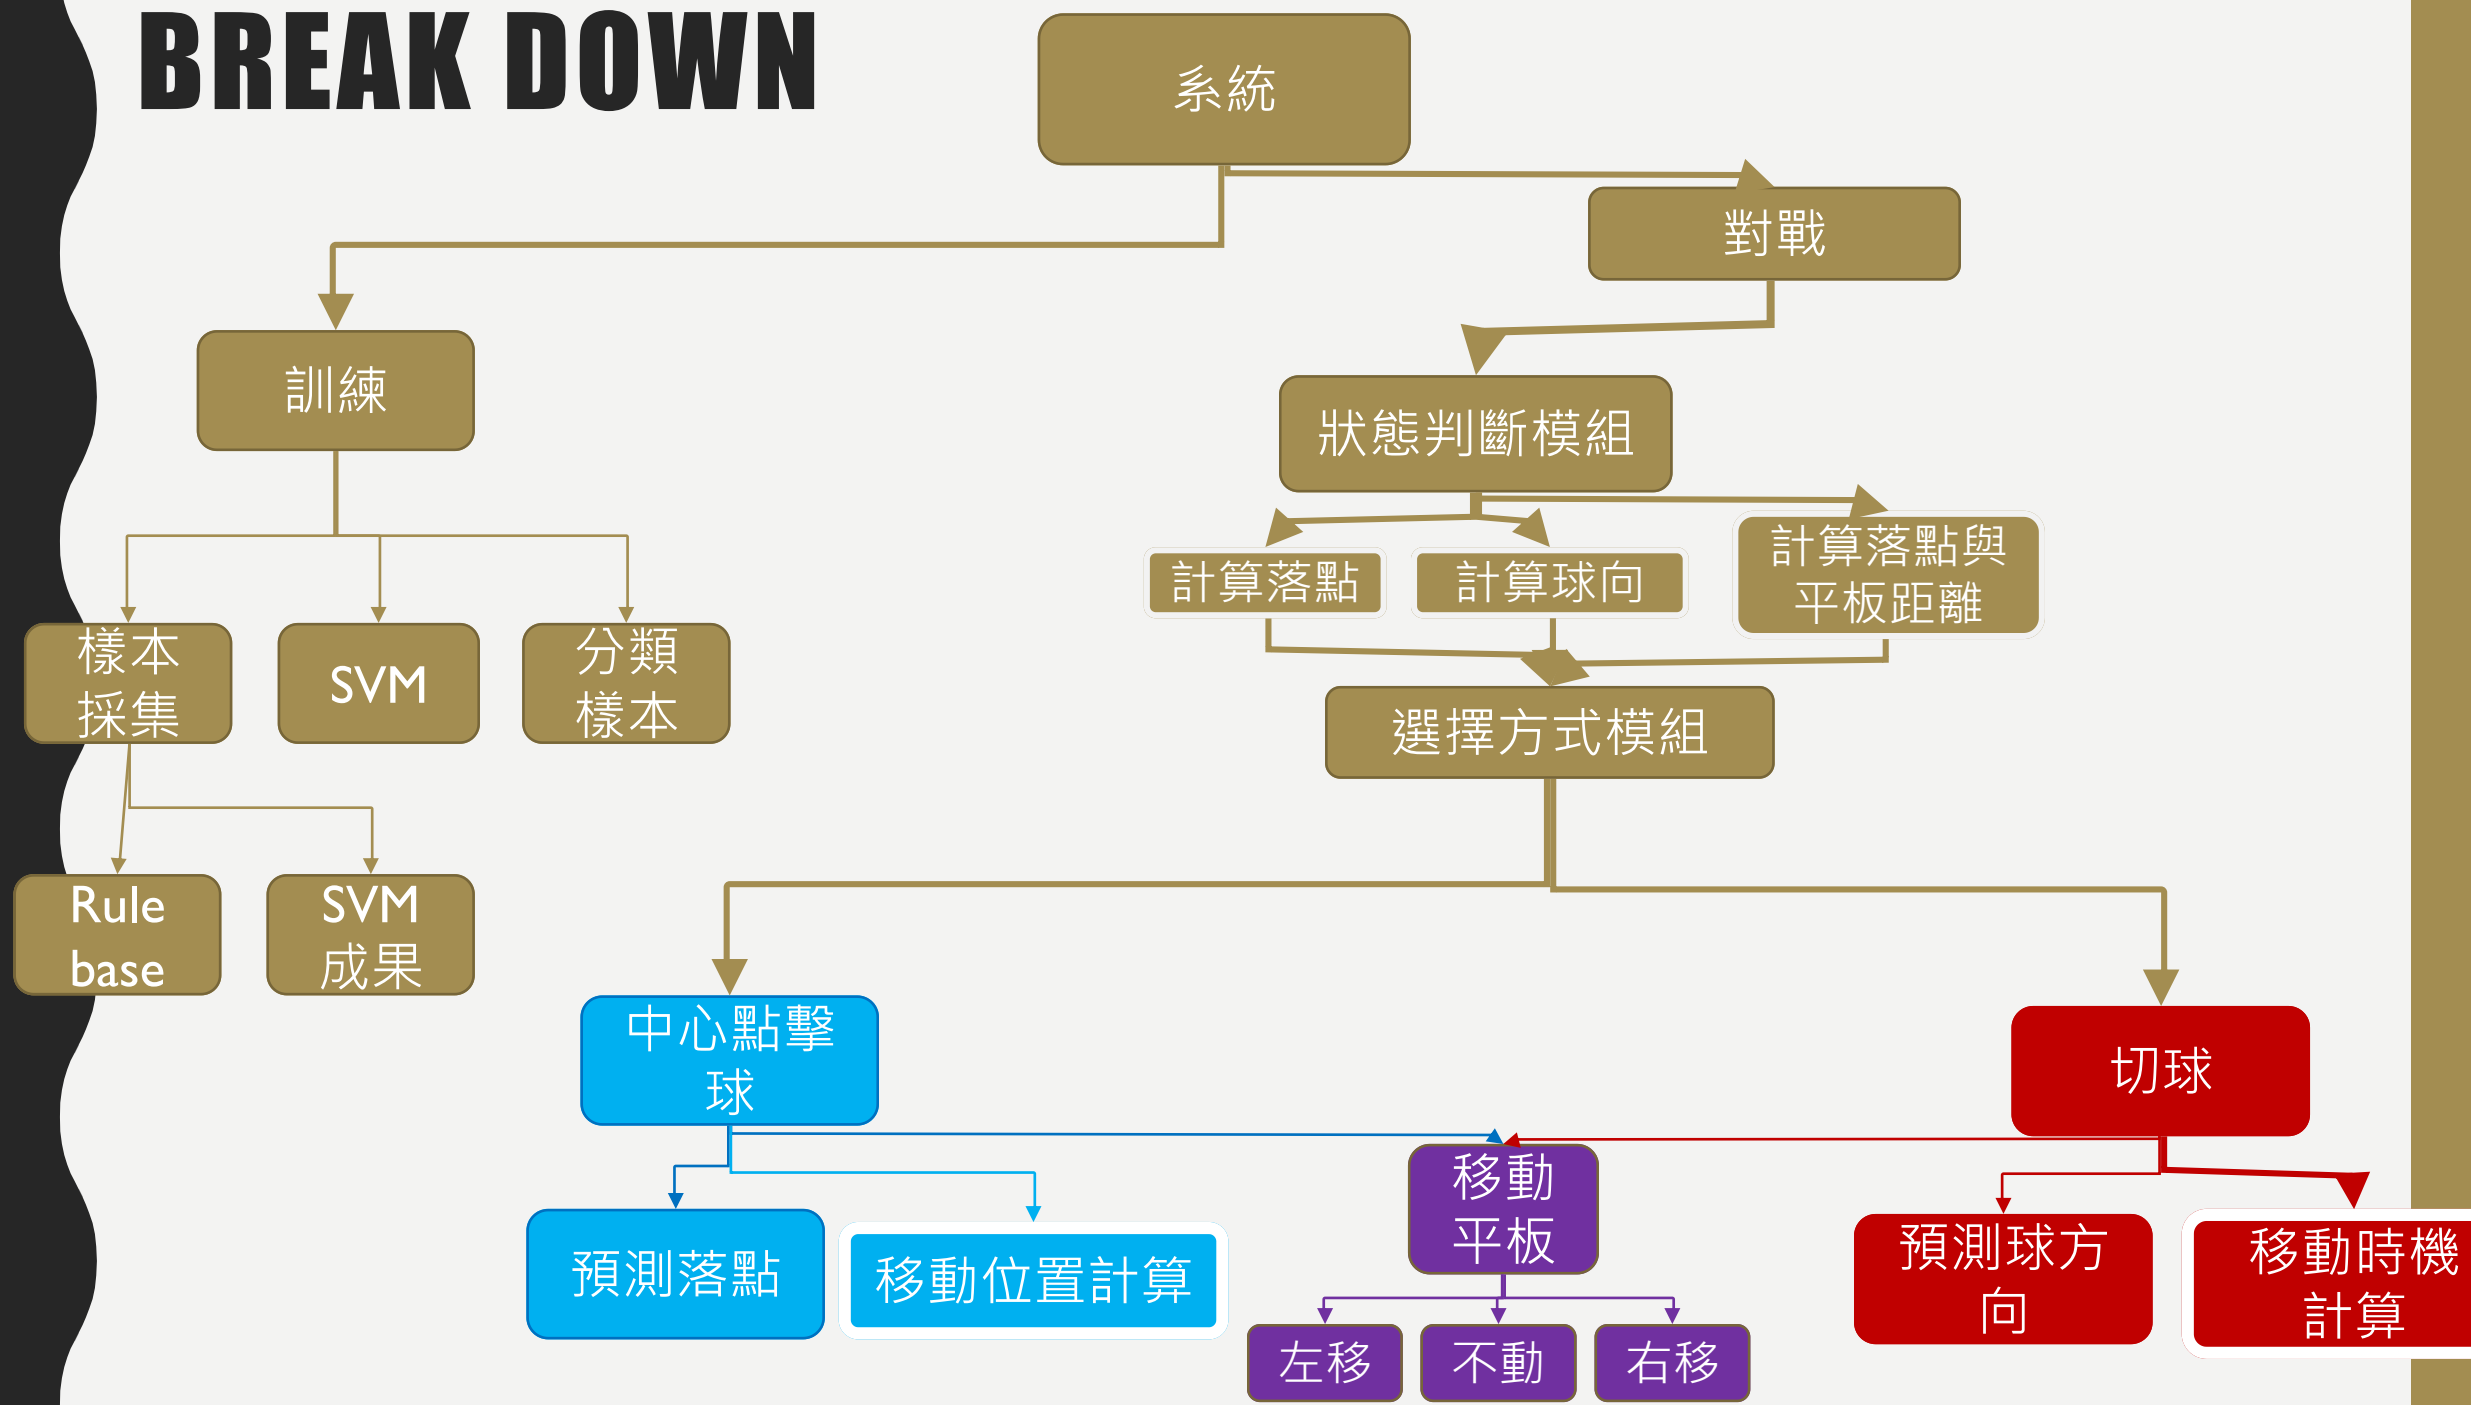 BREAK DOWN
系統
對戰
訓練
狀態判斷模組
計算落點
計算球向
計算落點與
平板距離
樣本
採集
SVM
分類
樣本
選擇方式模組
Rule
base
SVM
成果
中心點擊
球
切球
移動
平板
預測落點
移動位置計算
預測球方
向
移動時機
計算
左移
不動
右移